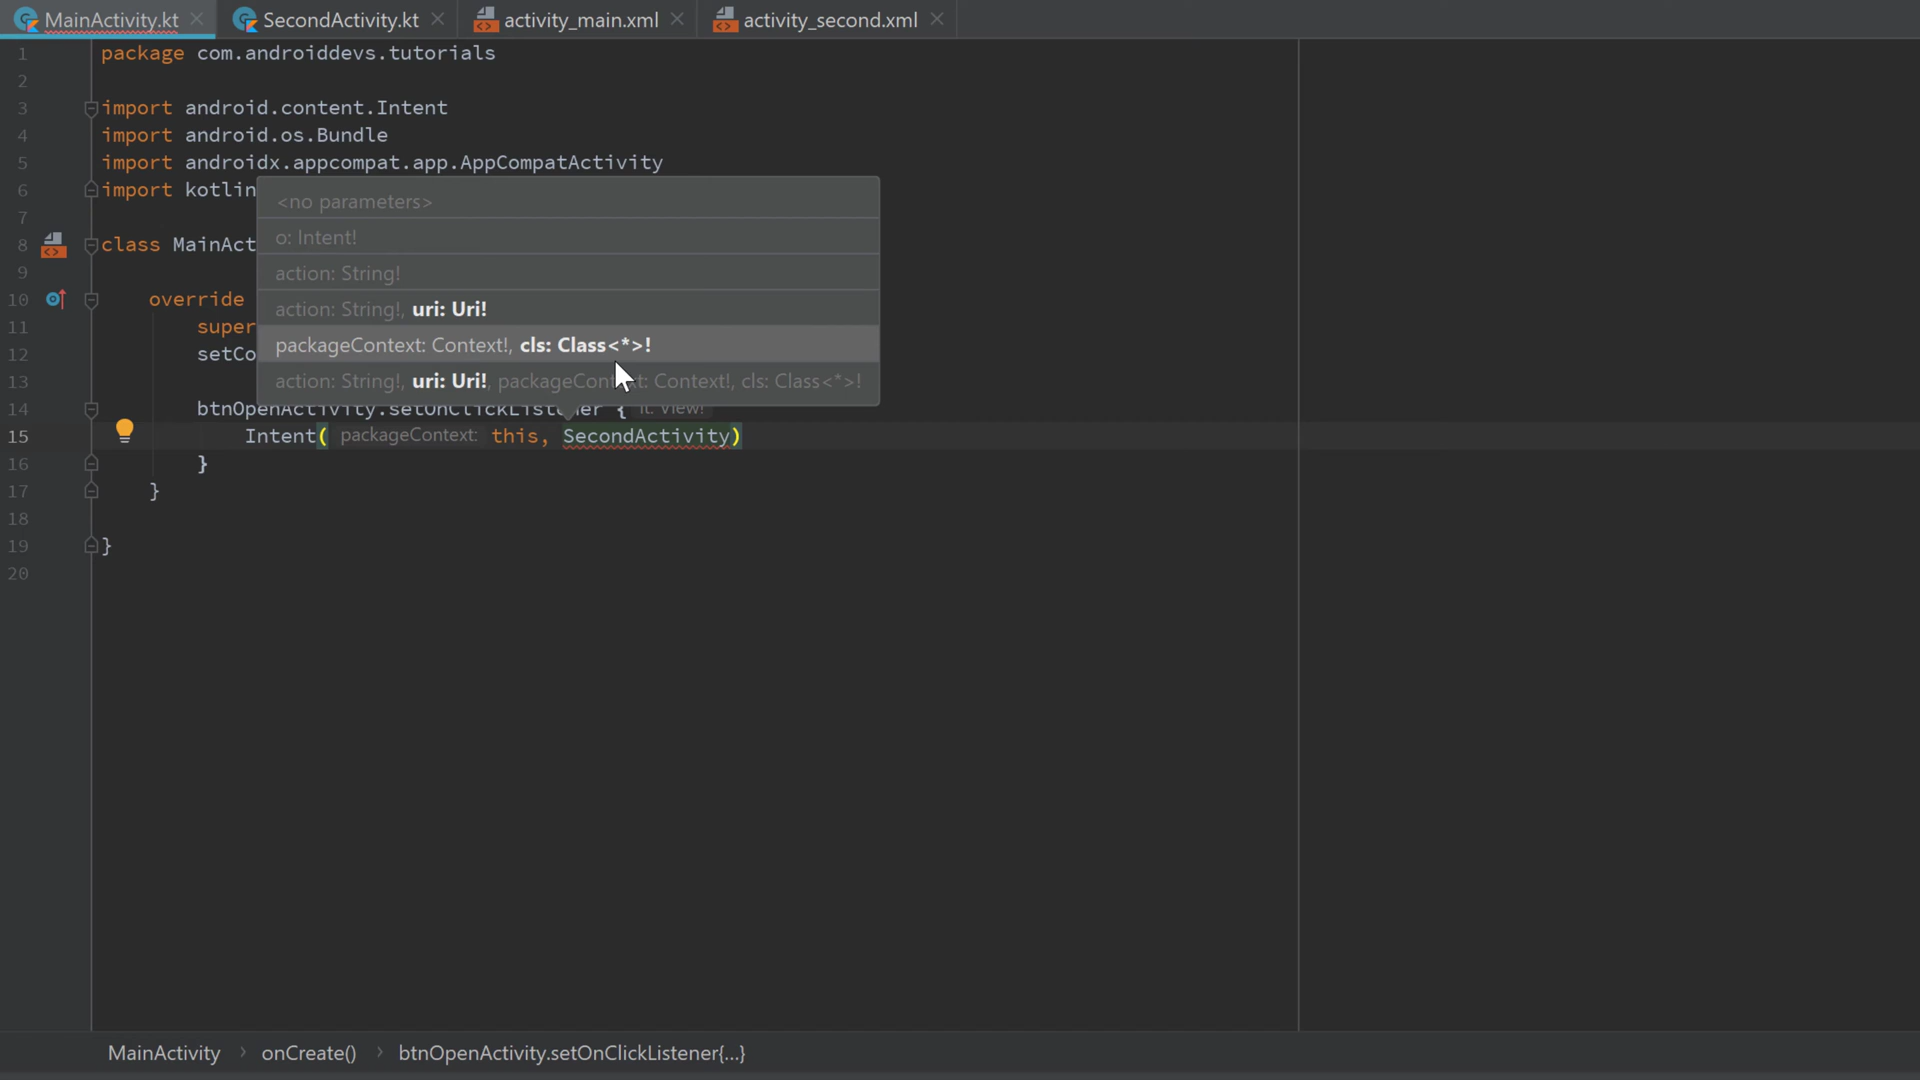 MainActivity.kt SecondActivity.kt activity_main.xml activity_second.xml
1 package com.androiddevs.tutorials
2
3 import android.content.Intent
4 import android.os.Bundle
5 import androidx.appcompat.app.AppCompatActivity
6 import kotlin
<no parameters>
7
o: Intent!
8 class MainAct
action: String!
9
10 override
action: String!, uri: Uri!
11 super
packageContext: Context!, cls: Class<*>!
12 setCo
action: String!, uri: Uri!, packageContext: Context!, cls: Class<*>!
13
14 btnOpenActivity.setOnClickListener { it: View!
15 Intent( packageContext: this, SecondActivity)
16 }
17 }
18
19 }
20
MainActivity › onCreate() › btnOpenActivity.setOnClickListener{...}